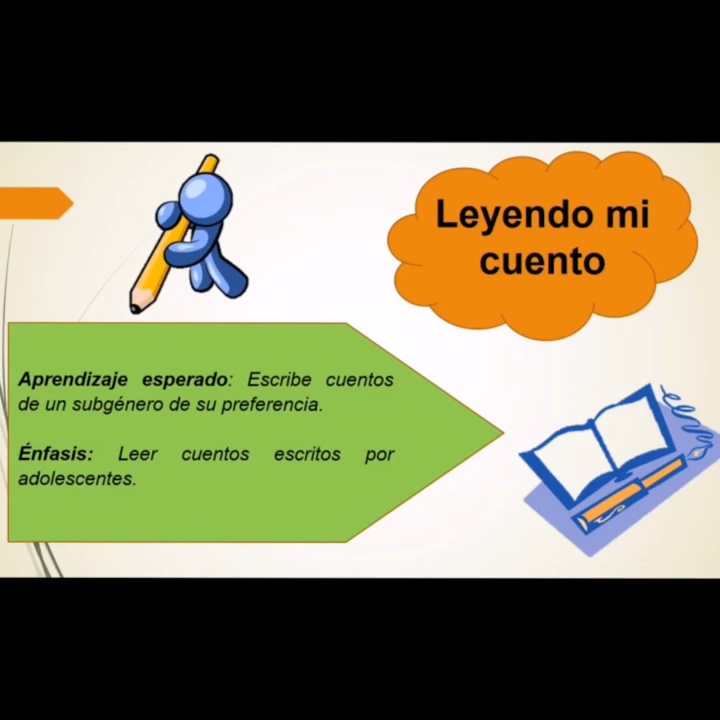 Leyendo mi
cuento
Aprendizaje esperado: Escribe cuentos
de un subgénero de su preferencia.
Énfasis: Leer cuentos escritos por
adolescentes.